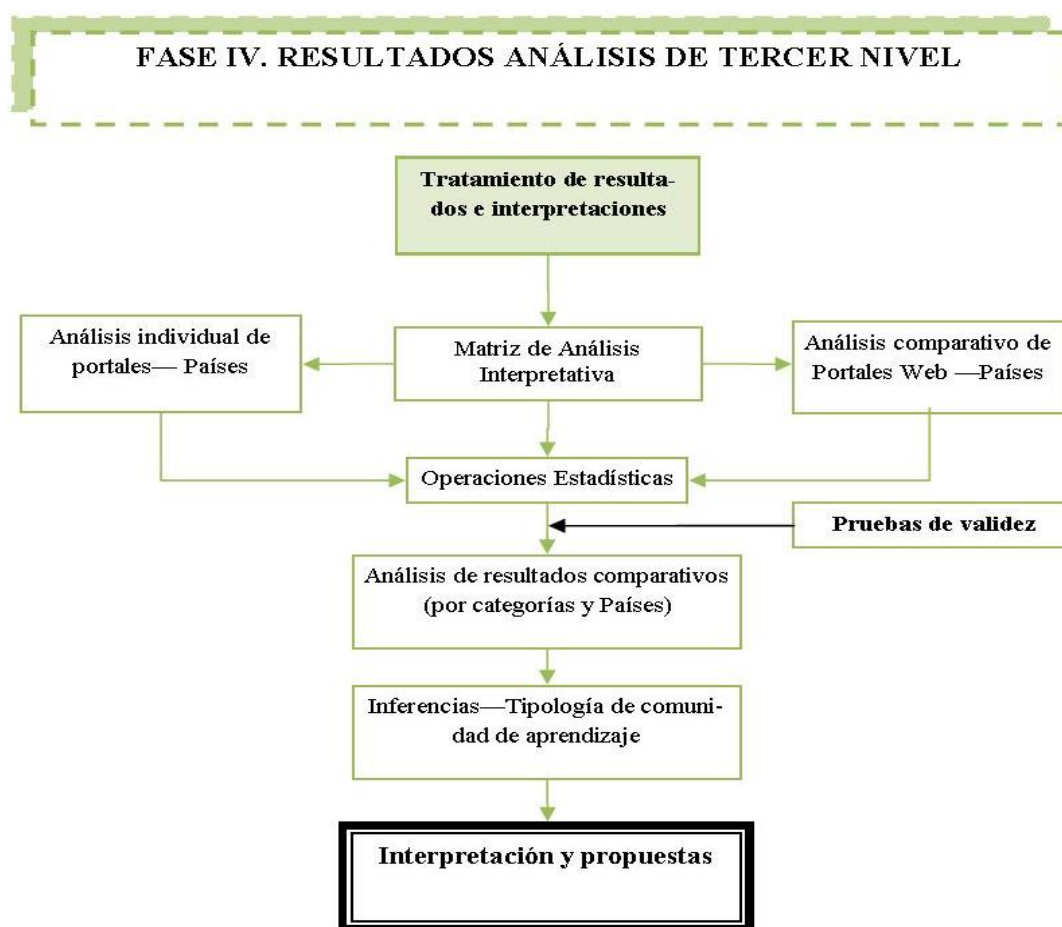 FASE IV. RESULTADOS ANÁLISIS DE TERCER NIVEL
Tratamiento de resulta-
dos e interpretaciones
Análisis individual de
portales— Países
Matriz de Análisis
Interpretativa
Análisis comparativo de
Portales Web —Países
Operaciones Estadísticas
Pruebas de validez
Análisis de resultados comparativos
(por categorías y Países)
Inferencias—Tipología de comuni-
dad de aprendizaje
Interpretación y propuestas